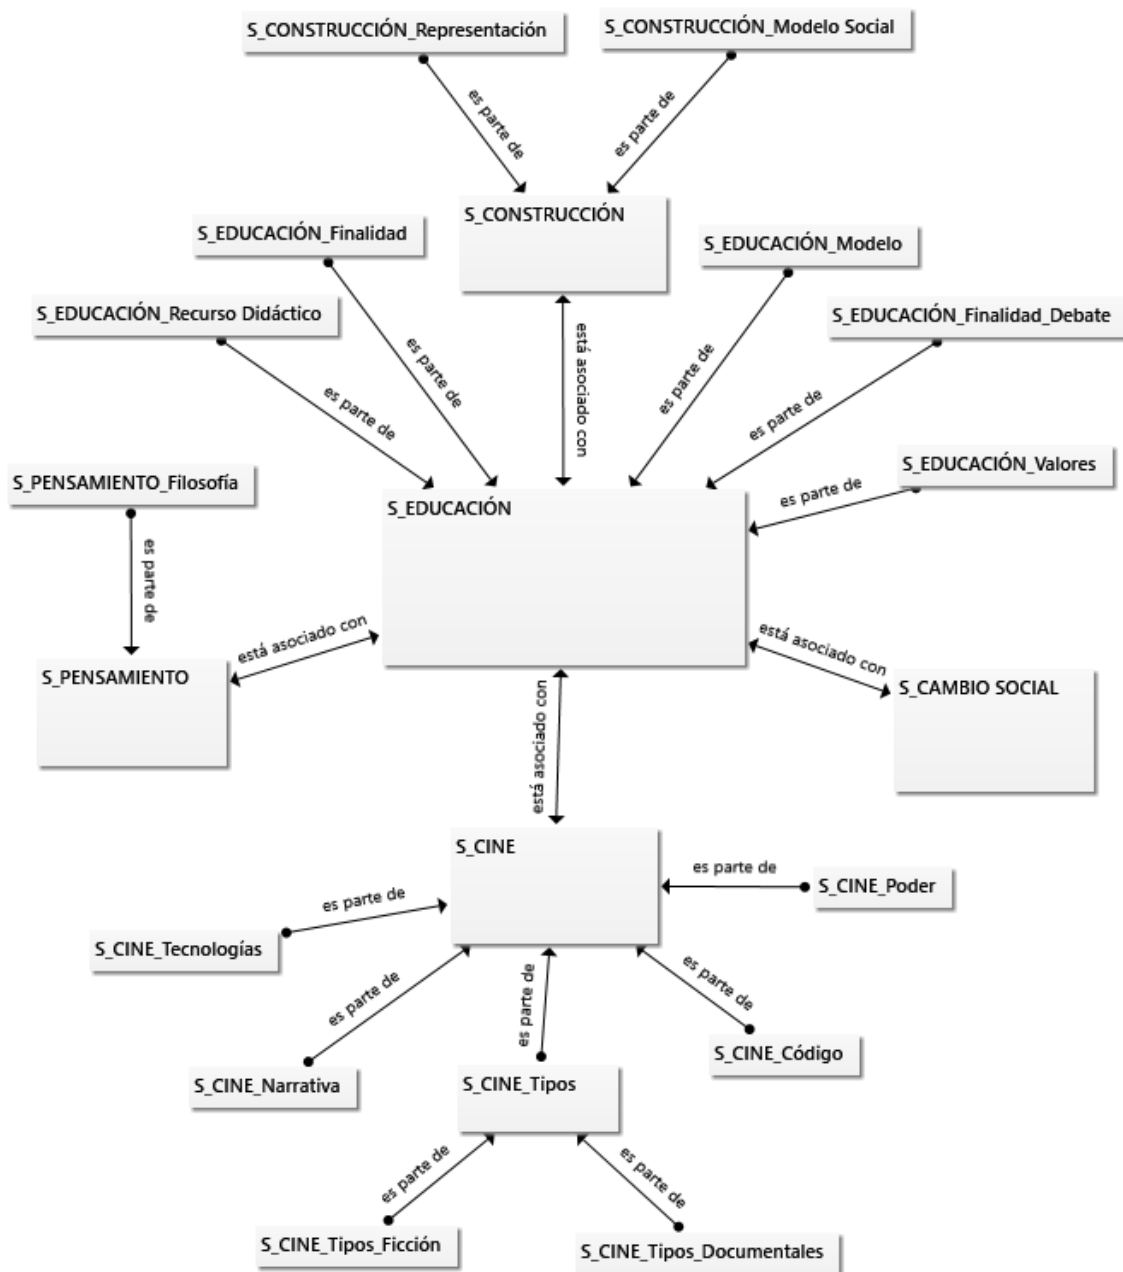 S_CONSTRUCCIÓN_Representación
S_CONSTRUCCIÓN_Modelo Social
es parte de
es parte de
S_CONSTRUCCIÓN
S_EDUCACIÓN_Finalidad
S_EDUCACIÓN_Modelo
S_EDUCACIÓN_Recurso Didáctico
S_EDUCACIÓN_Finalidad_Debate
es parte de
es parte de
está asociado con
es parte de
es parte de
S_PENSAMIENTO_Filosofía
S_EDUCACIÓN
S_EDUCACIÓN_Valores
es parte de
es parte de
está asociado con
está asociado con
S_PENSAMIENTO
S_CAMBIO SOCIAL
está asociado con
S_CINE
es parte de
S_CINE_Poder
es parte de
S_CINE_Tecnologías
es parte de
es parte de
es parte de
S_CINE_Código
S_CINE_Narrativa
S_CINE_Tipos
es parte de
es parte de
S_CINE_Tipos_Ficción
S_CINE_Tipos_Documentales